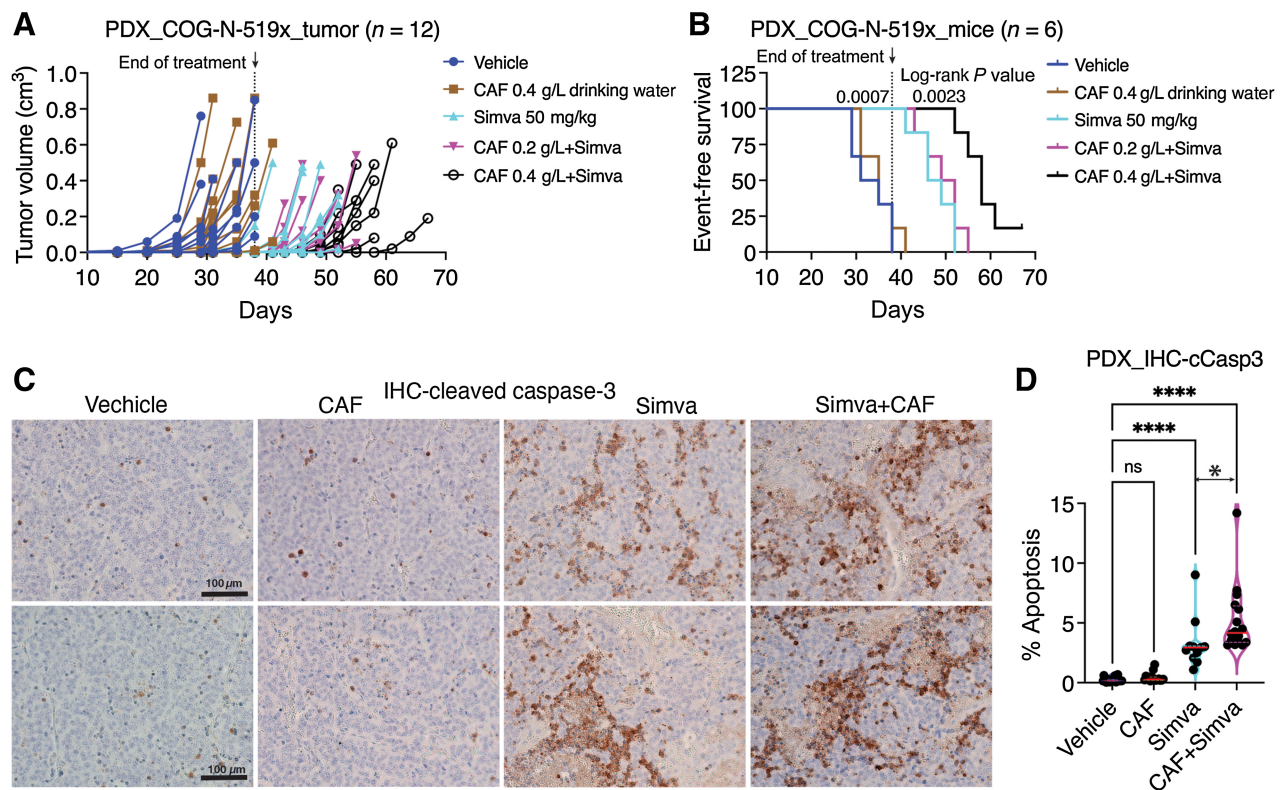 A
PDX_COG-N-519x_tumor (n = 12)
End of treatment
Tumor volume (cm3)
1.0
0.8
0.6
0.4
0.2
0.0
10 20 30 40 50 60 70
Days
Vehicle
CAF 0.4 g/L drinking water
Simva 50 mg/kg
CAF 0.2 g/L+Simva
CAF 0.4 g/L+Simva
B
PDX_COG-N-519x_mice (n = 6)
End of treatment
Log-rank P value
0.0007 0.0023
Event-free survival
125
100
75
50
25
0
10 20 30 40 50 60 70
Days
Vehicle
CAF 0.4 g/L drinking water
Simva 50 mg/kg
CAF 0.2 g/L+Simva
CAF 0.4 g/L+Simva
C
IHC-cleaved caspase-3
Vechicle CAF Simva Simva+CAF
100 µm
100 µm
D
PDX_IHC-cCasp3
****
****
ns
*
% Apoptosis
15
10
5
0
Vehicle
CAF
Simva
CAF+Simva